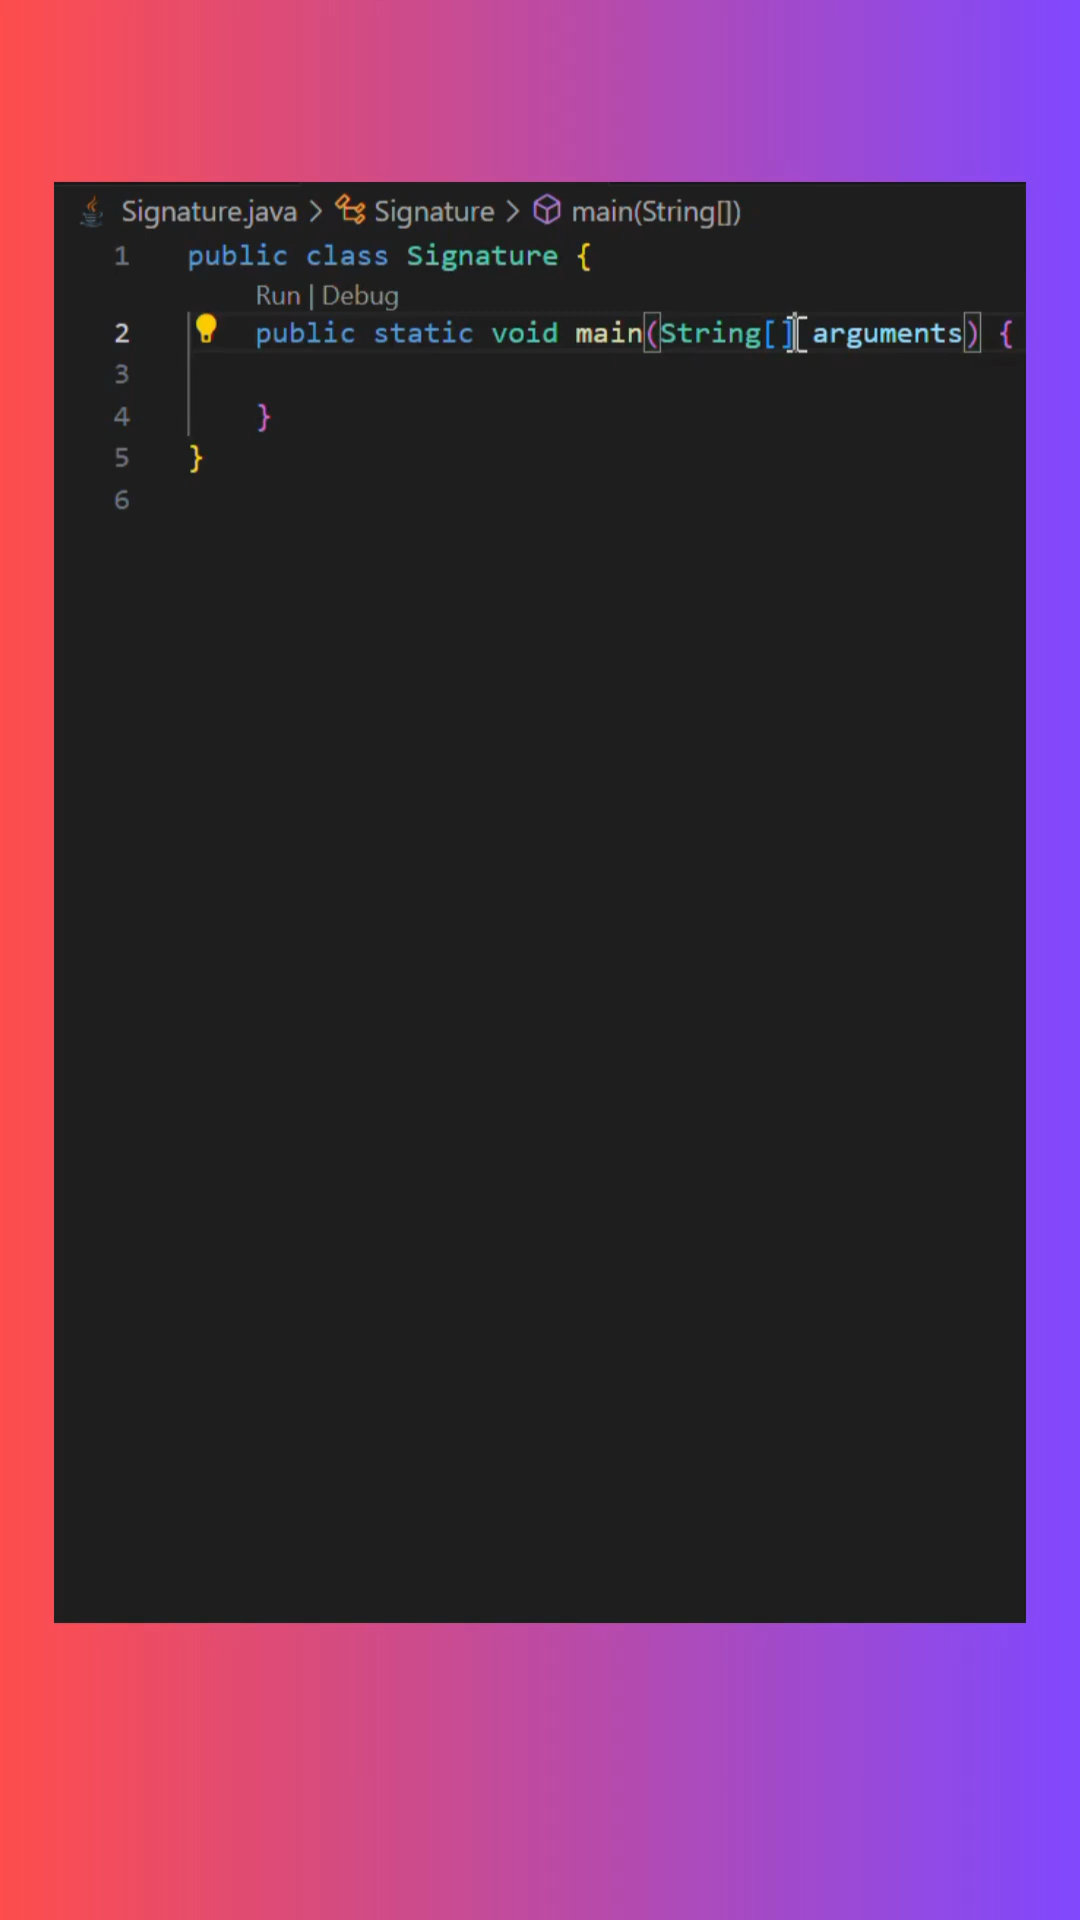 Signature.java > Signature > main(String[])
1 public class Signature {
Run | Debug
2 public static void main(String[] arguments) {
3
4 }
5 }
6